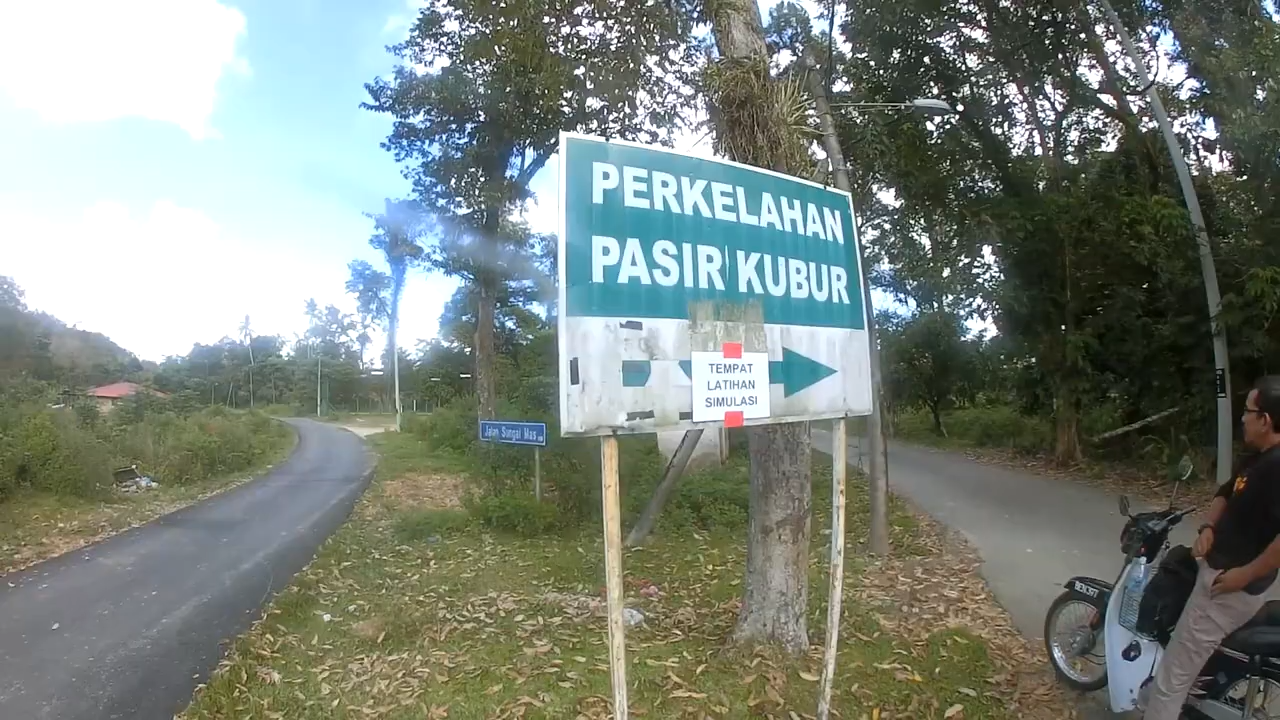 PERKELAHAN
PASIR KUBUR
TEMPAT
LATIHAN
SIMULASI
Jalan Sungai Mas